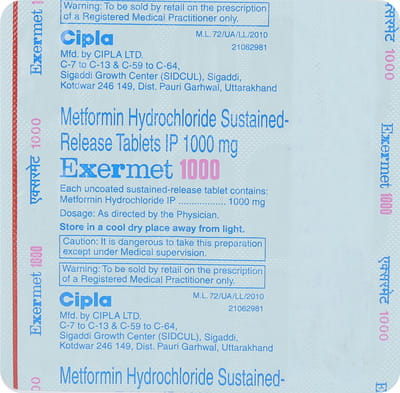 Warning: To be sold by retail on the prescription
of a Registered Medical Practitioner only.
Cipla
M.L. 72/UA/LL/2010
21062981
Mfd. by CIPLA LTD.
C-7 to C-13 & C-59 to C-64,
Sigaddi Growth Center (SIDCUL), Sigaddi,
Kotdwar 246 149, Dist. Pauri Garhwal, Uttarakhand
Metformin Hydrochloride Sustained-
Release Tablets IP 1000 mg
Exermet 1000
Each uncoated sustained-release tablet contains:
Metformin Hydrochloride IP ................... 1000 mg
Dosage: As directed by the Physician.
Store in a cool dry place away from light.
Caution: It is dangerous to take this preparation
except under Medical supervision.
Warning: To be sold by retail on the prescription
of a Registered Medical Practitioner only.
Cipla
M.L. 72/UA/LL/2010
21062981
Mfd. by CIPLA LTD.
C-7 to C-13 & C-59 to C-64,
Sigaddi Growth Center (SIDCUL), Sigaddi,
Kotdwar 246 149, Dist. Pauri Garhwal, Uttarakhand
Metformin Hydrochloride Sustained-
Exermet 1000
एक्सरमेट 1000
Exermet 1000
एक्सरमेट 1000
Exermet 1000
एक्सरमेट 1000